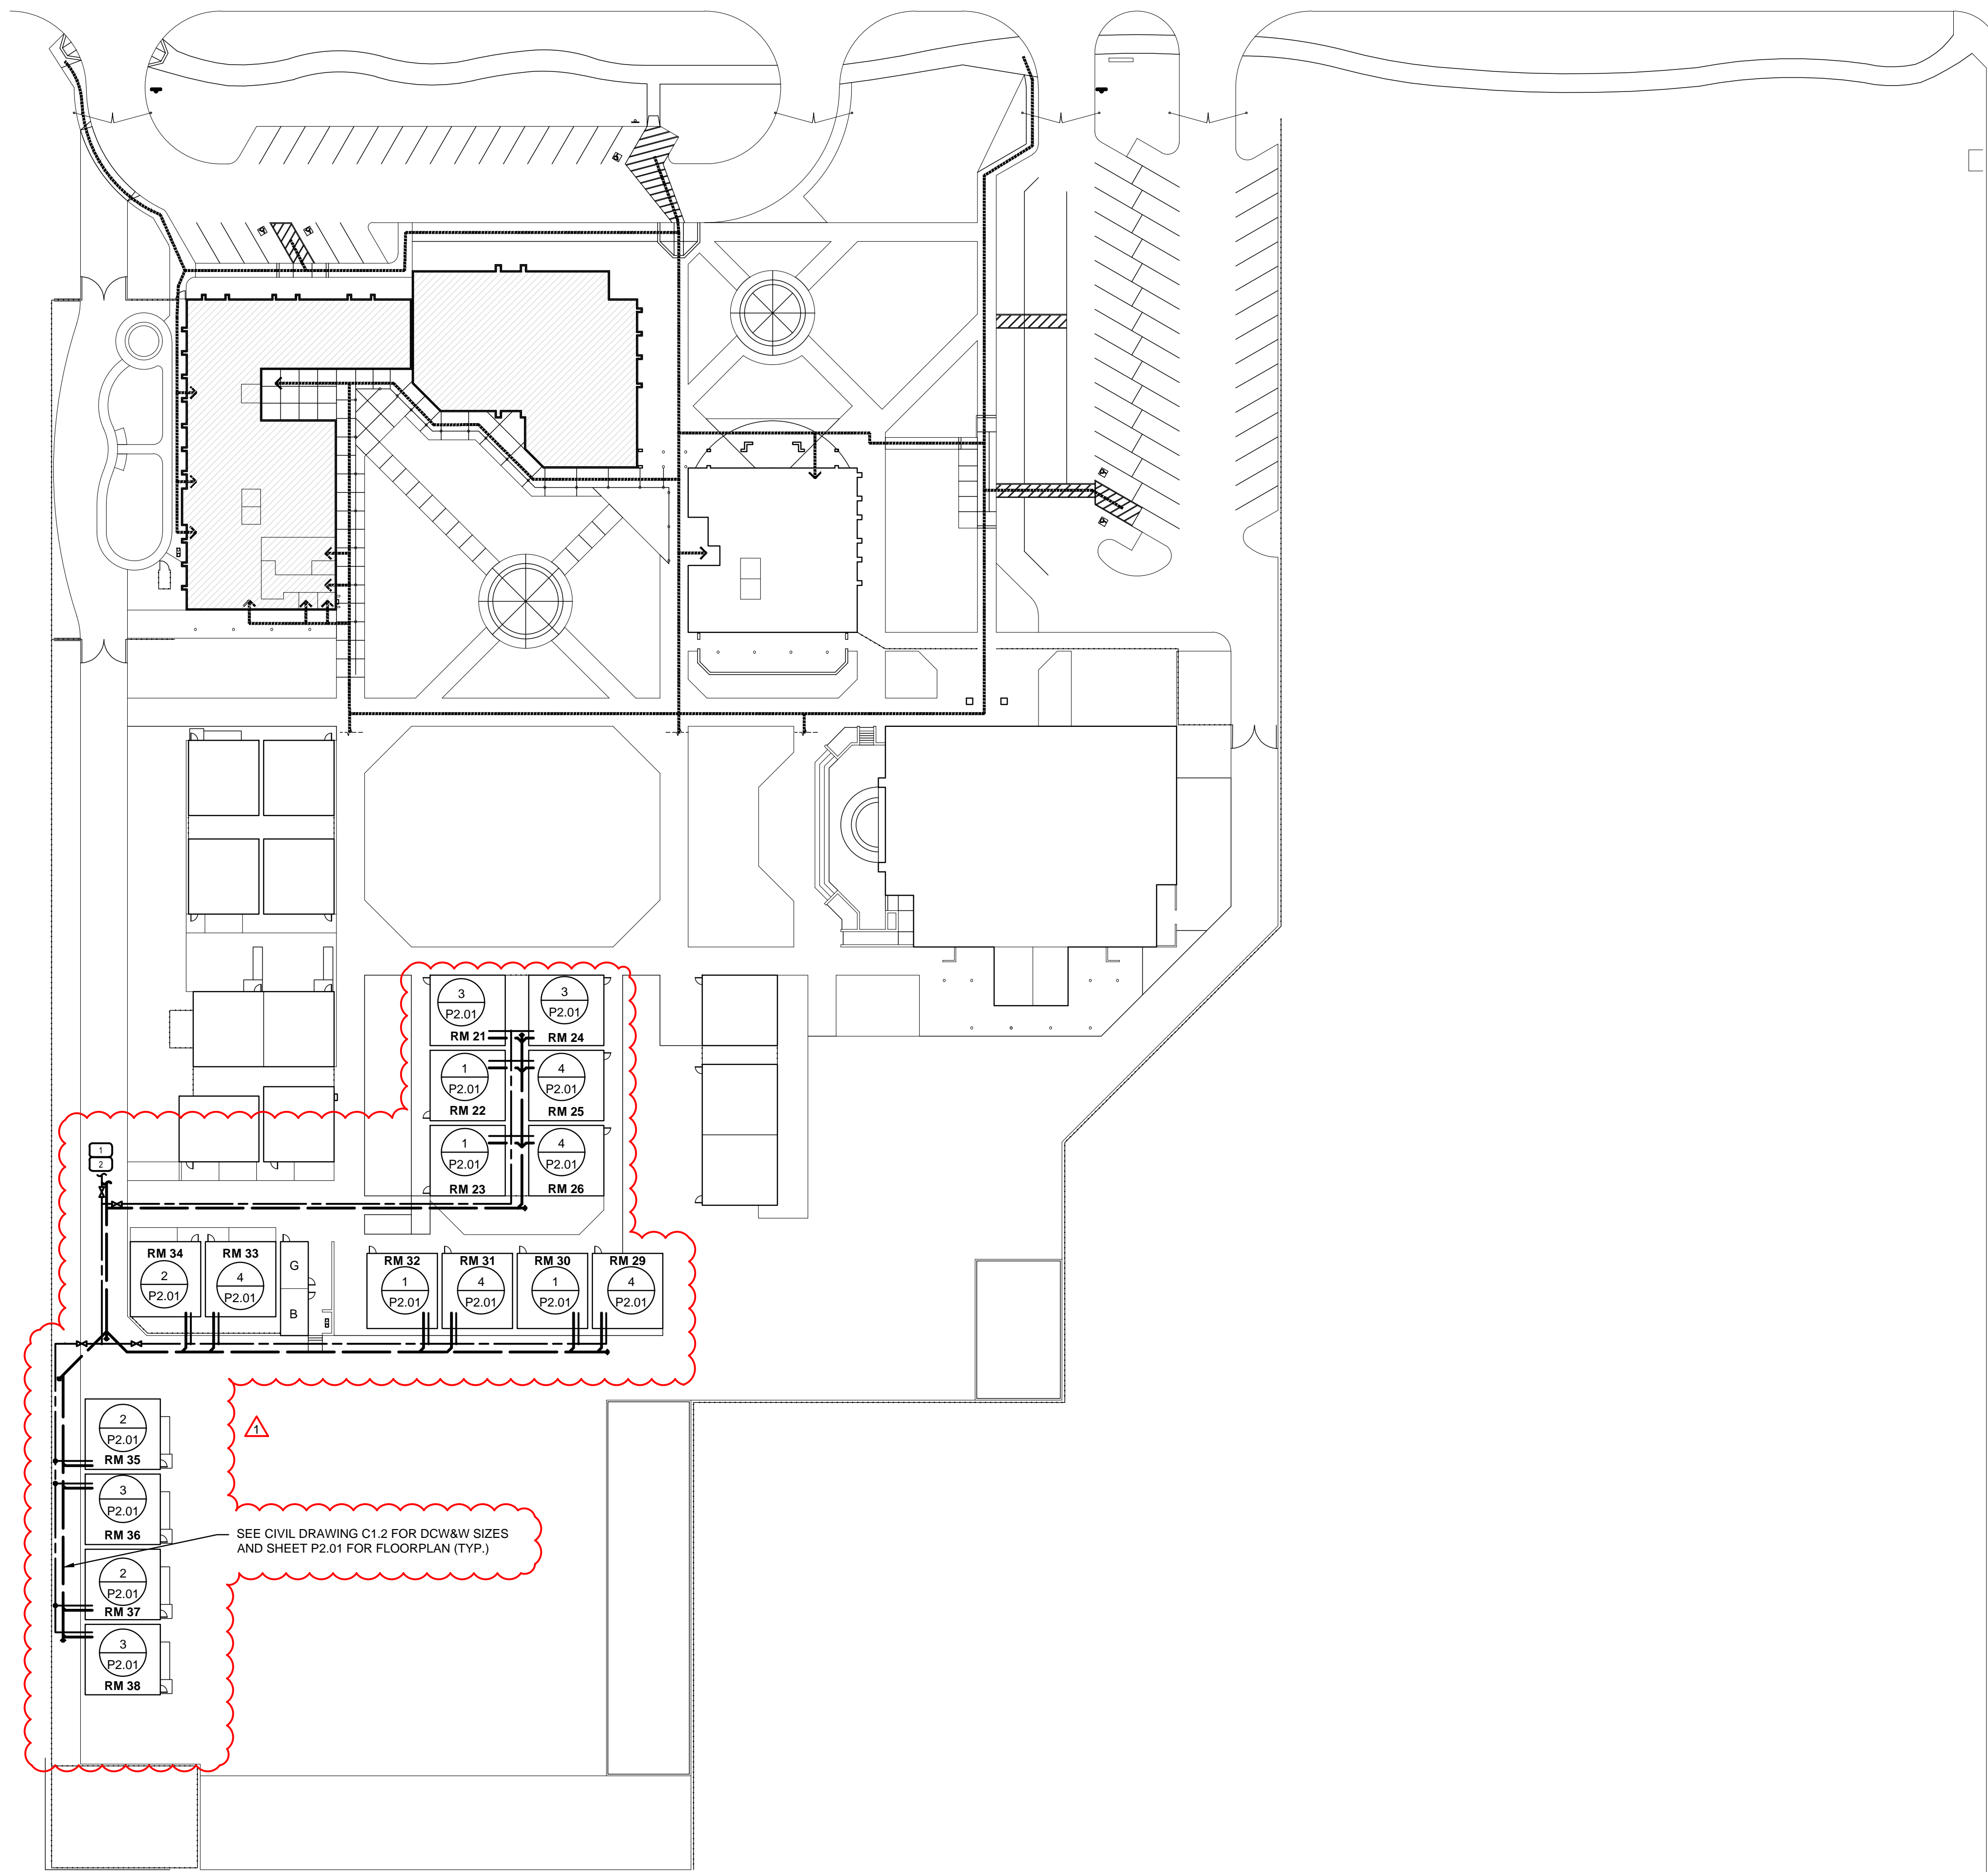 3
P2.01
RM 21
3
P2.01
RM 24
1
P2.01
RM 22
4
P2.01
RM 25
1
P2.01
RM 23
4
P2.01
RM 26
1
2
RM 34
2
P2.01
RM 33
4
P2.01
G
B
RM 32
1
P2.01
RM 31
4
P2.01
RM 30
1
P2.01
RM 29
4
P2.01
2
P2.01
RM 35
1
3
P2.01
RM 36
SEE CIVIL DRAWING C1.2 FOR DCW&W SIZES
AND SHEET P2.01 FOR FLOORPLAN (TYP.)
2
P2.01
RM 37
3
P2.01
RM 38